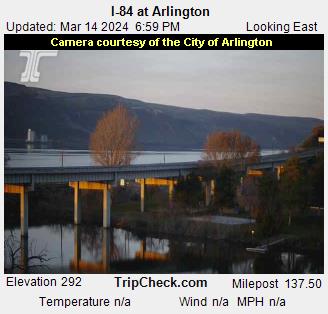 I-84 at Arlington
Updated: Mar 14 2024 6:59 PM Looking East
Camera courtesy of the City of Arlington
Elevation 292 TripCheck.com Milepost 137.50
Temperature n/a Wind n/a MPH n/a